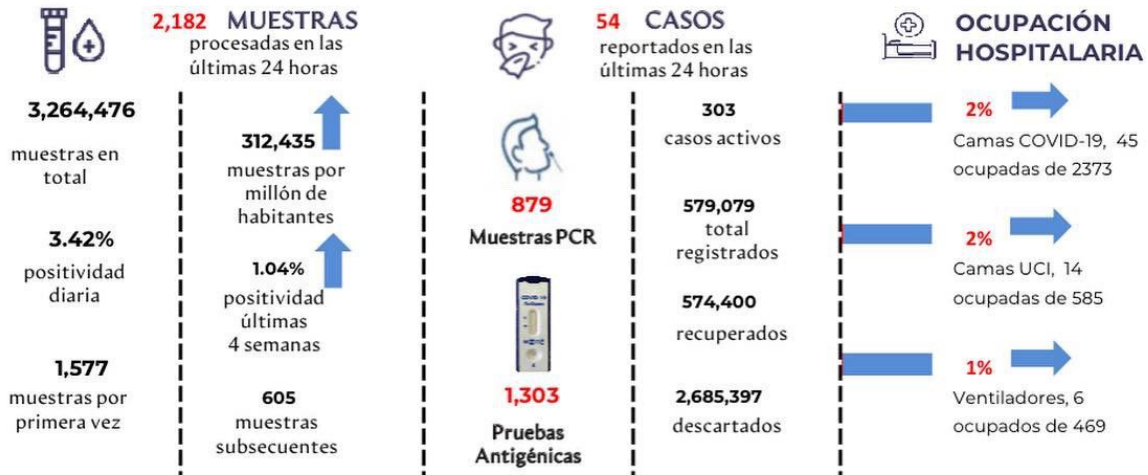 2,182 MUESTRAS
procesadas en las
últimas 24 horas
3,264,476
muestras en
total
3.42%
positividad
diaria
1,577
muestras por
primera vez
312,435
muestras por
millón de
habitantes
1.04%
positividad
últimas
4 semanas
605
muestras
subsecuentes
54 CASOS
reportados en las
últimas 24 horas
879
Muestras PCR
1,303
Pruebas
Antigénicas
303
casos activos
579,079
total
registrados
574,400
recuperados
2,685,397
descartados
OCUPACIÓN
HOSPITALARIA
2%
Camas COVID-19, 45
ocupadas de 2373
2%
Camas UCI, 14
ocupadas de 585
1%
Ventiladores, 6
ocupados de 469